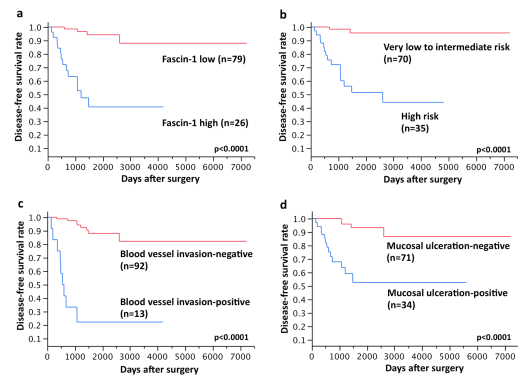 a
Disease-free survival rate
1.0
0.9
0.8
0.7
0.6
0.5
0.4
0.3
0.2
0.1
Fascin-1 low (n=79)
Fascin-1 high (n=26)
p<0.0001
0 1000 2000 3000 4000 5000 6000 7000
Days after surgery
b
Disease-free survival rate
1.0
0.9
0.8
0.7
0.6
0.5
0.4
0.3
0.2
0.1
Very low to intermediate risk
(n=70)
High risk
(n=35)
p<0.0001
0 1000 2000 3000 4000 5000 6000 7000
Days after surgery
c
Disease-free survival rate
1.0
0.9
0.8
0.7
0.6
0.5
0.4
0.3
0.2
0.1
Blood vessel invasion-negative
(n=92)
Blood vessel invasion-positive
(n=13)
p<0.0001
0 1000 2000 3000 4000 5000 6000 7000
Days after surgery
d
Disease-free survival rate
1.0
0.9
0.8
0.7
0.6
0.5
0.4
0.3
0.2
0.1
Mucosal ulceration-negative
(n=71)
Mucosal ulceration-positive
(n=34)
p<0.0001
0 1000 2000 3000 4000 5000 6000 7000
Days after surgery